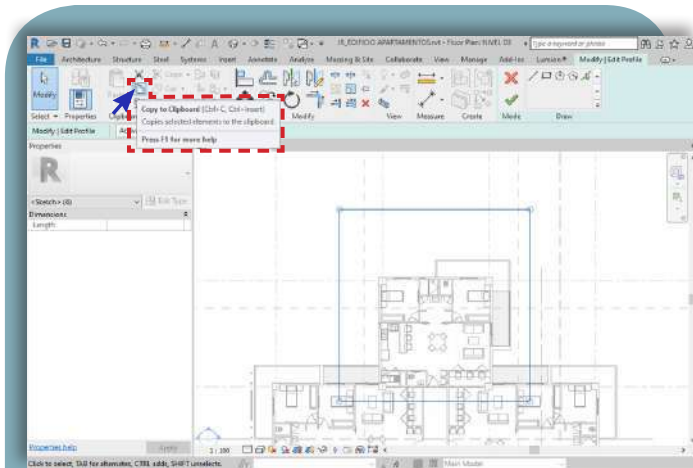 18_EDIFICIO APARTAMENTOS.rvt - Floor Plan: NIVEL 03
Type a keyword or phrase
File Architecture Structure Steel Systems Insert Annotate Analyze Massing & Site Collaborate View Manage Add-Ins Lumion® Modify | Edit Profile
Modify
Cope
Cut
Select Properties Clipboard Modify View Measure Create Mode Draw
Copy to Clipboard (Ctrl+C, Ctrl+Insert)
Copies selected elements to the clipboard.
Press F1 for more help
Modify | Edit Profile
Properties
<Sketch> (4)
Edit Type
Dimensions
Length
Properties help
Apply
1 : 100
Click to select, TAB for alternates, CTRL adds, SHIFT unselects.
Main Model